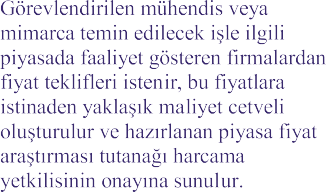 Görevlendirilen mühendis veya
mimarca temin edilecek işle ilgili
piyasada faaliyet gösteren firmalardan
fiyat teklifleri istenir, bu fiyatlara
istinaden yaklaşık maliyet cetveli
oluşturulur ve hazırlanan piyasa fiyat
araştırması tutanağı harcama
yetkilisinin onayına sunulur.